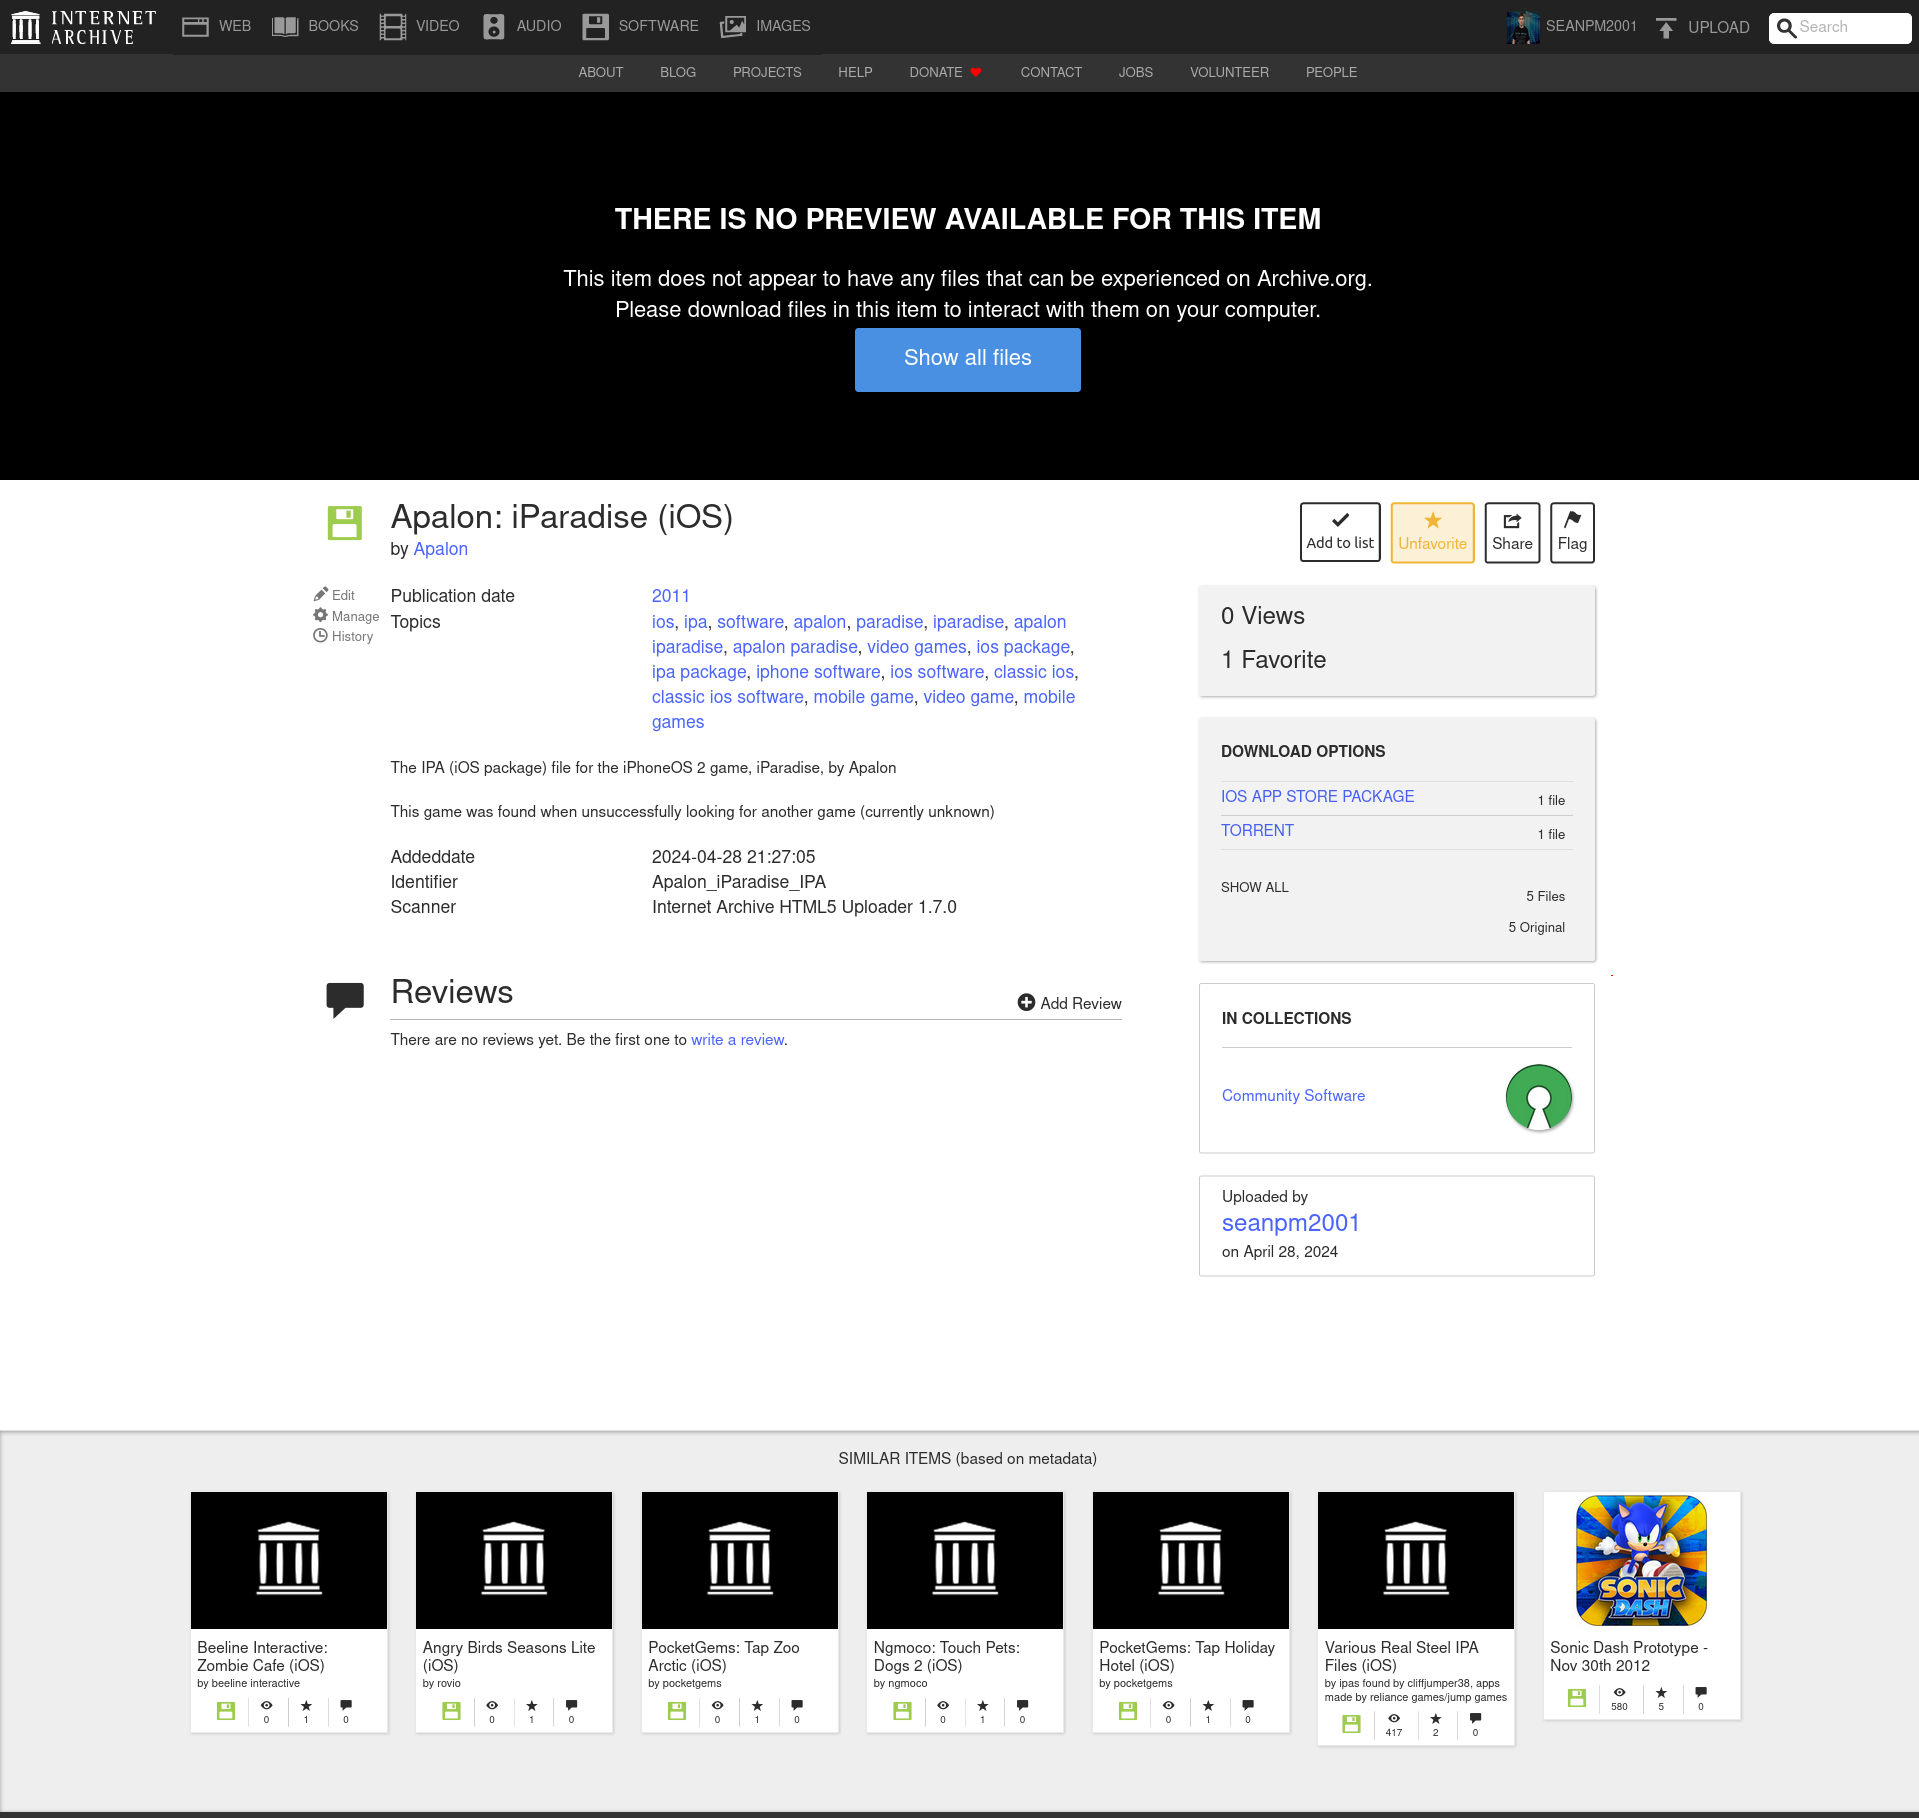 INTERNET
ARCHIVE
WEB BOOKS VIDEO AUDIO SOFTWARE IMAGES SEANPM2001 UPLOAD Search
ABOUT BLOG PROJECTS HELP DONATE CONTACT JOBS VOLUNTEER PEOPLE
THERE IS NO PREVIEW AVAILABLE FOR THIS ITEM
This item does not appear to have any files that can be experienced on Archive.org.
Please download files in this item to interact with them on your computer.
Show all files
Apalon: iParadise (iOS)
by Apalon
Add to list Unfavorite Share Flag
Edit
Manage
History
Publication date 2011
Topics ios, ipa, software, apalon, paradise, iparadise, apalon
iparadise, apalon paradise, video games, ios package,
ipa package, iphone software, ios software, classic ios,
classic ios software, mobile game, video game, mobile
games
The IPA (iOS package) file for the iPhoneOS 2 game, iParadise, by Apalon
This game was found when unsuccessfully looking for another game (currently unknown)
Addeddate 2024-04-28 21:27:05
Identifier Apalon_iParadise_IPA
Scanner Internet Archive HTML5 Uploader 1.7.0
Reviews
Add Review
There are no reviews yet. Be the first one to write a review.
0 Views
1 Favorite
DOWNLOAD OPTIONS
IOS APP STORE PACKAGE 1 file
TORRENT 1 file
SHOW ALL 5 Files
5 Original
IN COLLECTIONS
Community Software
Uploaded by
seanpm2001
on April 28, 2024
SIMILAR ITEMS (based on metadata)
Beeline Interactive:
Zombie Cafe (iOS)
by beeline interactive
0 1 0
Angry Birds Seasons Lite
(iOS)
by rovio
0 1 0
PocketGems: Tap Zoo
Arctic (iOS)
by pocketgems
0 1 0
Ngmoco: Touch Pets:
Dogs 2 (iOS)
by ngmoco
0 1 0
PocketGems: Tap Holiday
Hotel (iOS)
by pocketgems
0 1 0
Various Real Steel IPA
Files (iOS)
by ipas found by cliffjumper38, apps
made by reliance games/jump games
417 2 0
SONIC
DASH
Sonic Dash Prototype -
Nov 30th 2012
580 5 0